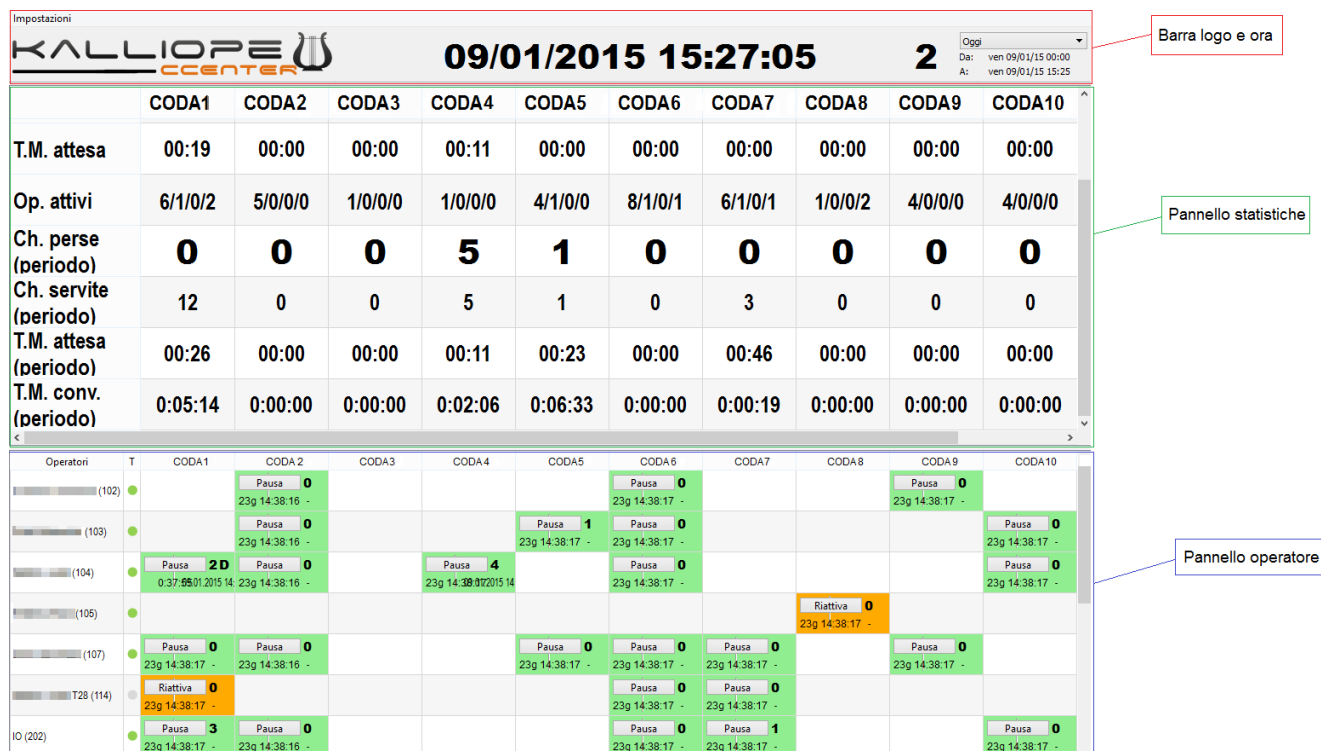 Impostazioni
KALLIOPE
CCENTER
09/01/2015 15:27:05
2
Oggi
Da: ven 09/01/15 00:00
A: ven 09/01/15 15:25
Barra logo e ora
CODA1 CODA2 CODA3 CODA4 CODA5 CODA6 CODA7 CODA8 CODA9 CODA10
T.M. attesa 00:19 00:00 00:00 00:11 00:00 00:00 00:00 00:00 00:00 00:00
Op. attivi 6/1/0/2 5/0/0/0 1/0/0/0 1/0/0/0 4/1/0/0 8/1/0/1 6/1/0/1 1/0/0/2 4/0/0/0 4/0/0/0
Pannello statistiche
Ch. perse
(periodo) 0 0 0 5 1 0 0 0 0 0
Ch. servite
(periodo) 12 0 0 5 1 0 3 0 0 0
T.M. attesa
(periodo) 00:26 00:00 00:00 00:11 00:23 00:00 00:46 00:00 00:00 00:00
T.M. conv.
(periodo) 0:05:14 0:00:00 0:00:00 0:02:06 0:06:33 0:00:00 0:00:19 0:00:00 0:00:00 0:00:00
Operatori T CODA1 CODA2 CODA3 CODA4 CODA5 CODA6 CODA7 CODA8 CODA9 CODA10
(102) Pausa 0 Pausa 0 Pausa 0
23g 14:38:16 - 23g 14:38:17 - 23g 14:38:17 -
(103) Pausa 0 Pausa 1 Pausa 0 Pausa 0
23g 14:38:16 - 23g 14:38:17 - 23g 14:38:17 - 23g 14:38:17 -
Pannello operatore
(104) Pausa 2 D Pausa 0 Pausa 4 Pausa 0 Pausa 0
23g 14:38:16 - 23g 14:38:17 - 23g 14:38:17 -
(105) Riattiva 0
23g 14:38:17 -
(107) Pausa 0 Pausa 0 Pausa 0 Pausa 0 Pausa 0 Pausa 0
23g 14:38:17 - 23g 14:38:16 - 23g 14:38:17 - 23g 14:38:17 - 23g 14:38:17 - 23g 14:38:17 -
T28 (114) Riattiva 0 Pausa 0 Pausa 0
23g 14:38:17 - 23g 14:38:17 - 23g 14:38:17 -
IO (202) Pausa 3 Pausa 0 Pausa 0 Pausa 1 Pausa 0
23g 14:38:17 - 23g 14:38:16 - 23g 14:38:17 - 23g 14:38:17 - 23g 14:38:17 -